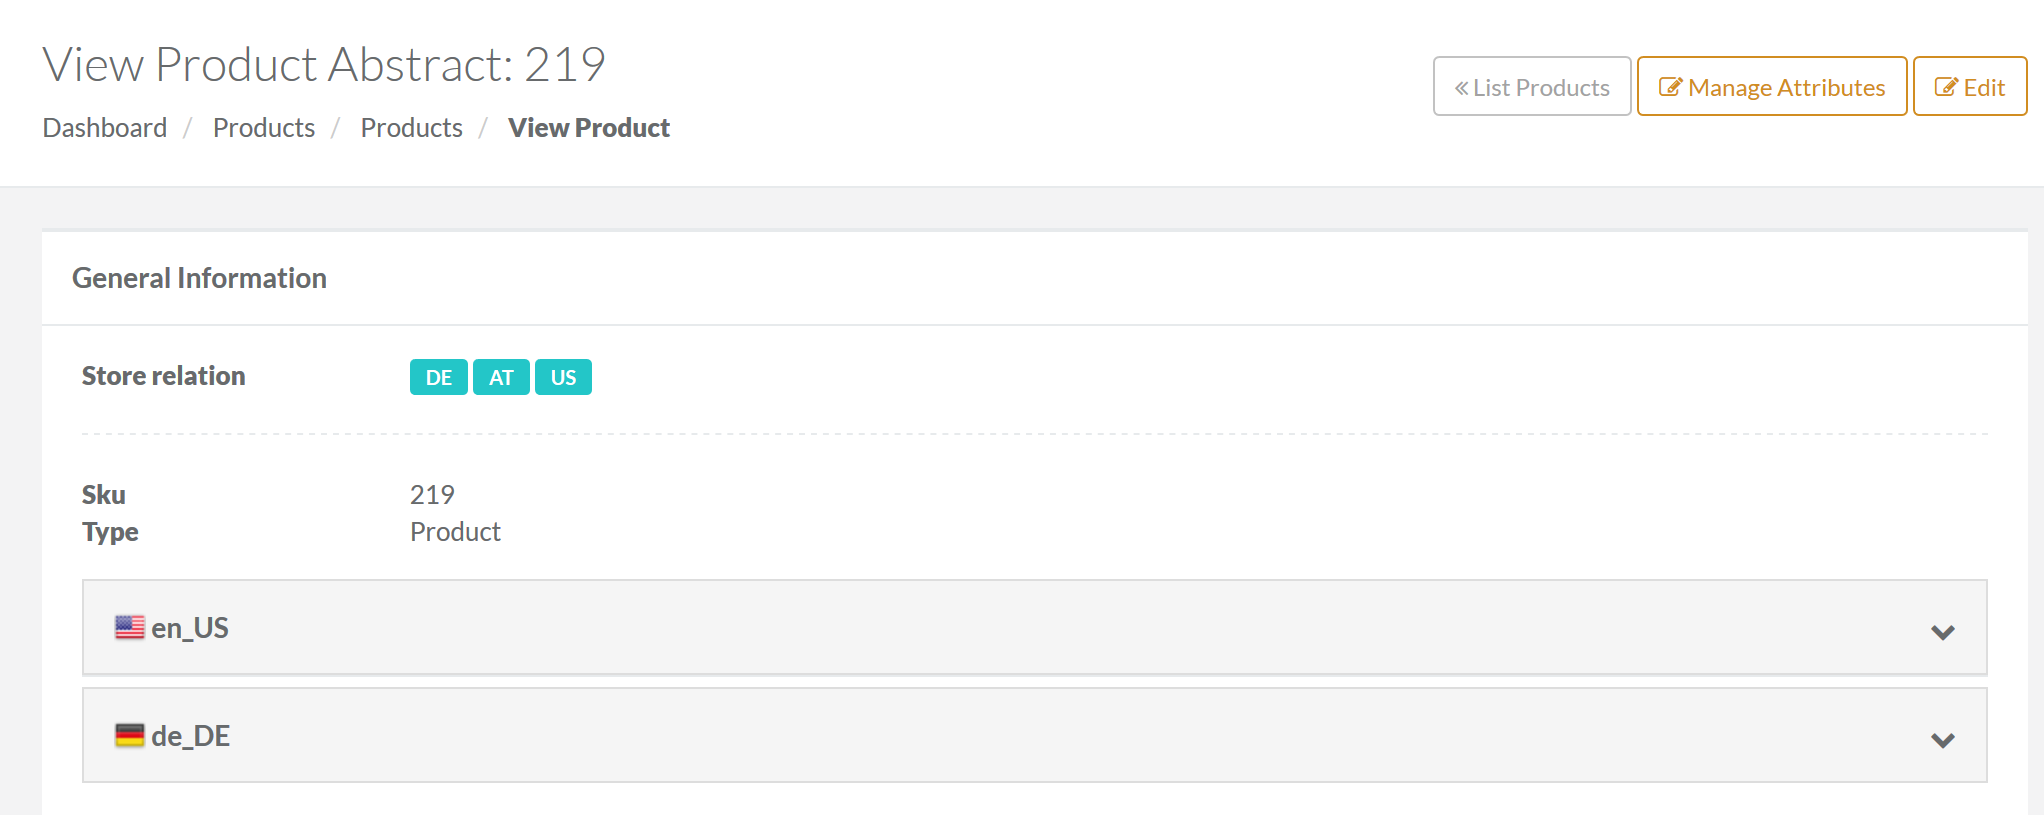 View Product Abstract: 219
Dashboard / Products / Products / View Product
« List Products
Manage Attributes
Edit
General Information
Store relation DE AT US
Sku 219
Type Product
en_US
de_DE